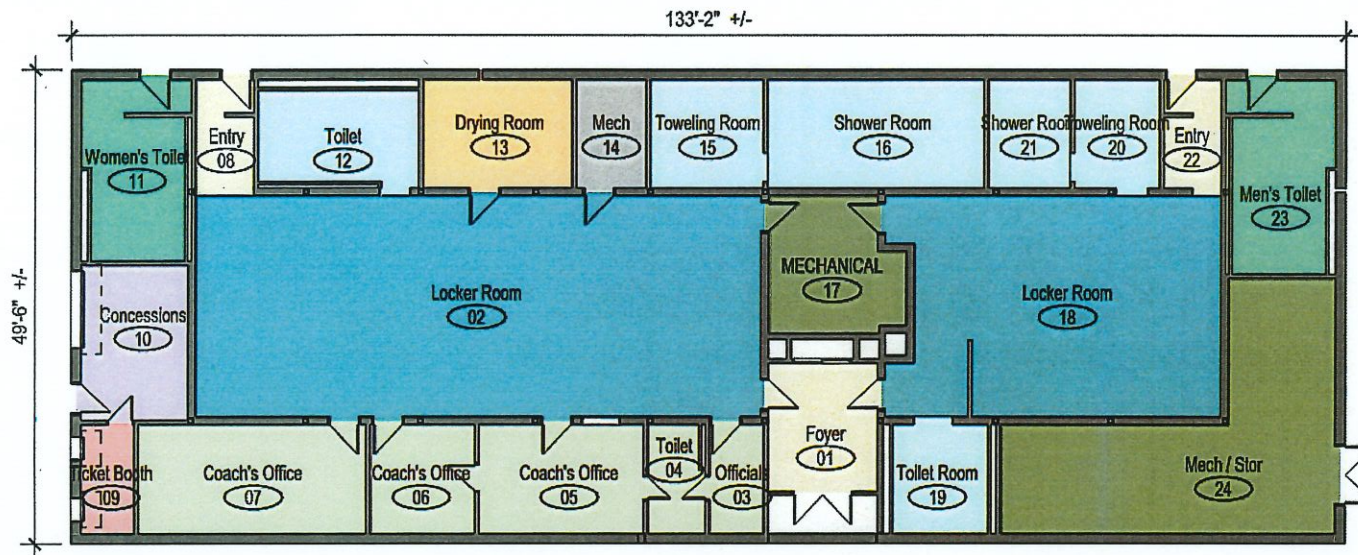 133'-2" +/-
49'-6" +/-
Women's Toilet
11
Entry
08
Toilet
12
Drying Room
13
Mech
14
Toweling Room
15
Shower Room
16
Shower Room
21
Toweling Room
20
Entry
22
Men's Toilet
23
Concessions
10
Locker Room
02
MECHANICAL
17
Locker Room
18
Ticket Booth
109
Coach's Office
07
Coach's Office
06
Coach's Office
05
Toilet
04
Officials
03
Foyer
01
Toilet Room
19
Mech / Stor
24